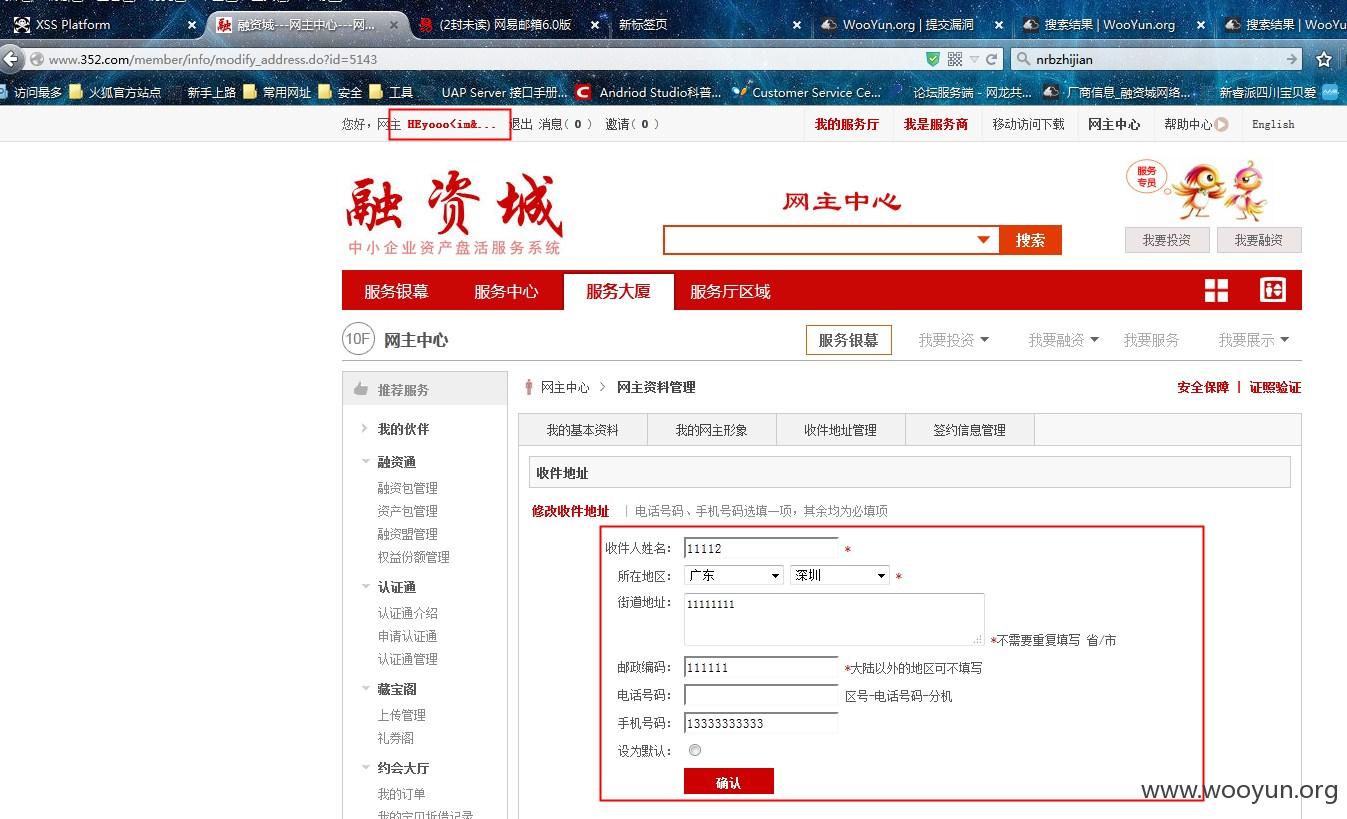 XSS Platform × 融资城---网主中心---网... × (2封未读) 网易邮箱6.0版 × 新标签页 × WooYun.org | 提交漏洞 × 搜索结果 | WooYun.org × 搜索结果 | WooYu
www.352.com/member/info/modify_address.do?id=5143 nrbzhijian
访问最多 火狐官方站点 新手上路 常用网址 安全 工具 UAP Server 接口手册... Andriod Studio科普... Customer Service Ce... 论坛服务端 - 网龙共... 厂商信息_融资城网络... 新睿派四川宝贝爱
您好，网主 HEyooo<im&... 退出 消息( 0 ) 邀请( 0 ) 我的服务厅 我是服务商 移动访问下载 网主中心 帮助中心 English
融资城
中小企业资产盘活服务系统
网主中心
搜索
服务专员
我要投资 我要融资
服务银幕 服务中心 服务大厦 服务厅区域
10F 网主中心 服务银幕 我要投资 我要融资 我要服务 我要展示
推荐服务
我的伙伴
融资通
融资包管理
资产包管理
融资盟管理
权益份额管理
认证通
认证通介绍
申请认证通
认证通管理
藏宝阁
上传管理
礼券阁
约会大厅
我的订单
我的宝贝拆借记录
网主中心 > 网主资料管理 安全保障 | 证照验证
我的基本资料 我的网主形象 收件地址管理 签约信息管理
收件地址
修改收件地址 | 电话号码、手机号码选填一项，其余均为必填项
收件人姓名： 11112 *
所在地区： 广东 深圳 *
街道地址： 11111111
*不需要重复填写 省/市
邮政编码： 111111 *大陆以外的地区可不填写
电话号码： 区号-电话号码-分机
手机号码： 13333333333
设为默认：
确认
www.wooyun.org